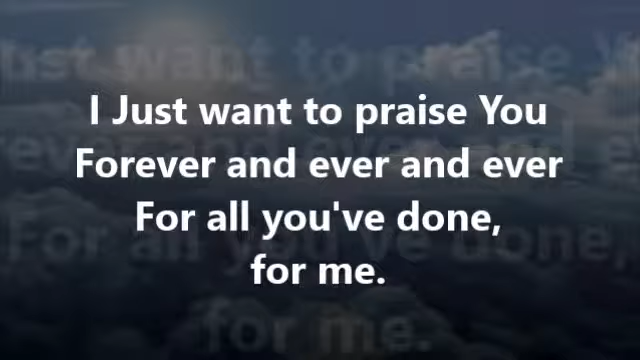 I Just want to praise You
Forever and ever and ever
For all you've done,
for me.